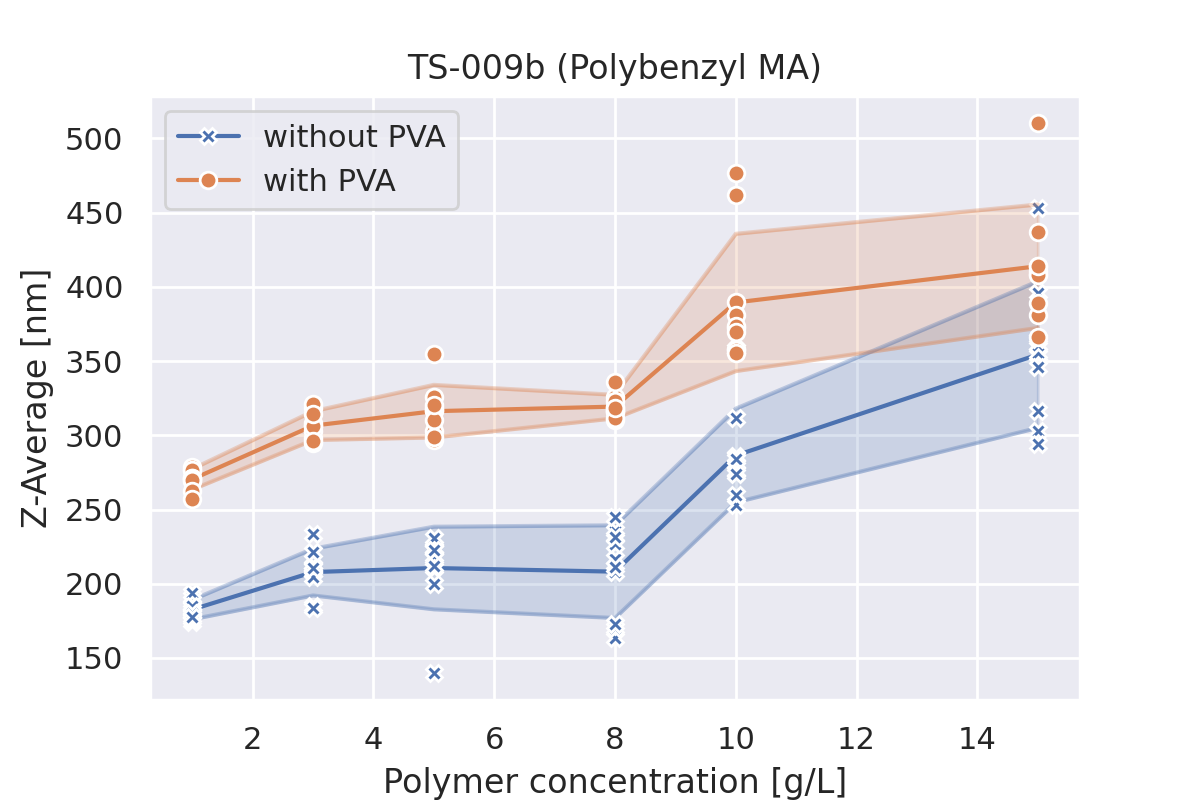 TS-009b (Polybenzyl MA)
without PVA
with PVA
Z-Average [nm]
500
450
400
350
300
250
200
150
2 4 6 8 10 12 14
Polymer concentration [g/L]